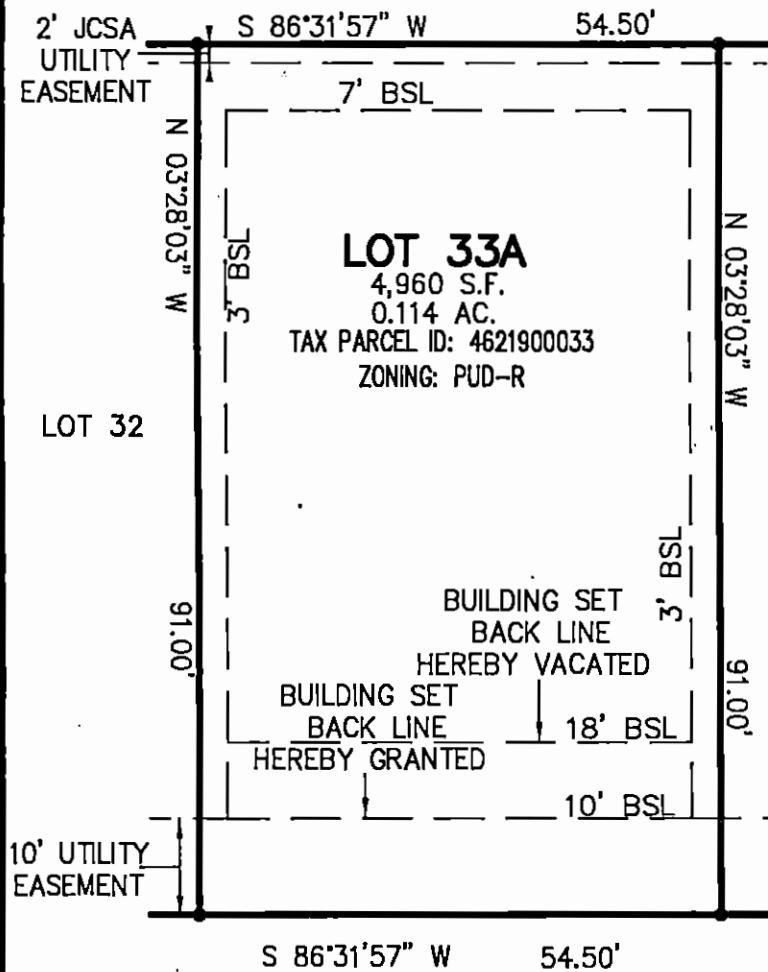 2' JCSA
UTILITY
EASEMENT
S 86°31'57" W 54.50'
7' BSL
N 03°28'03" W
3' BSL
LOT 33A
4,960 S.F.
0.114 AC.
TAX PARCEL ID: 4621900033
ZONING: PUD-R
N 03°28'03" W
LOT 32
3' BSL
91.00'
BUILDING SET
BACK LINE
HEREBY VACATED
91.00'
BUILDING SET
BACK LINE
HEREBY GRANTED
18' BSL
10' BSL
10' UTILITY
EASEMENT
S 86°31'57" W 54.50'